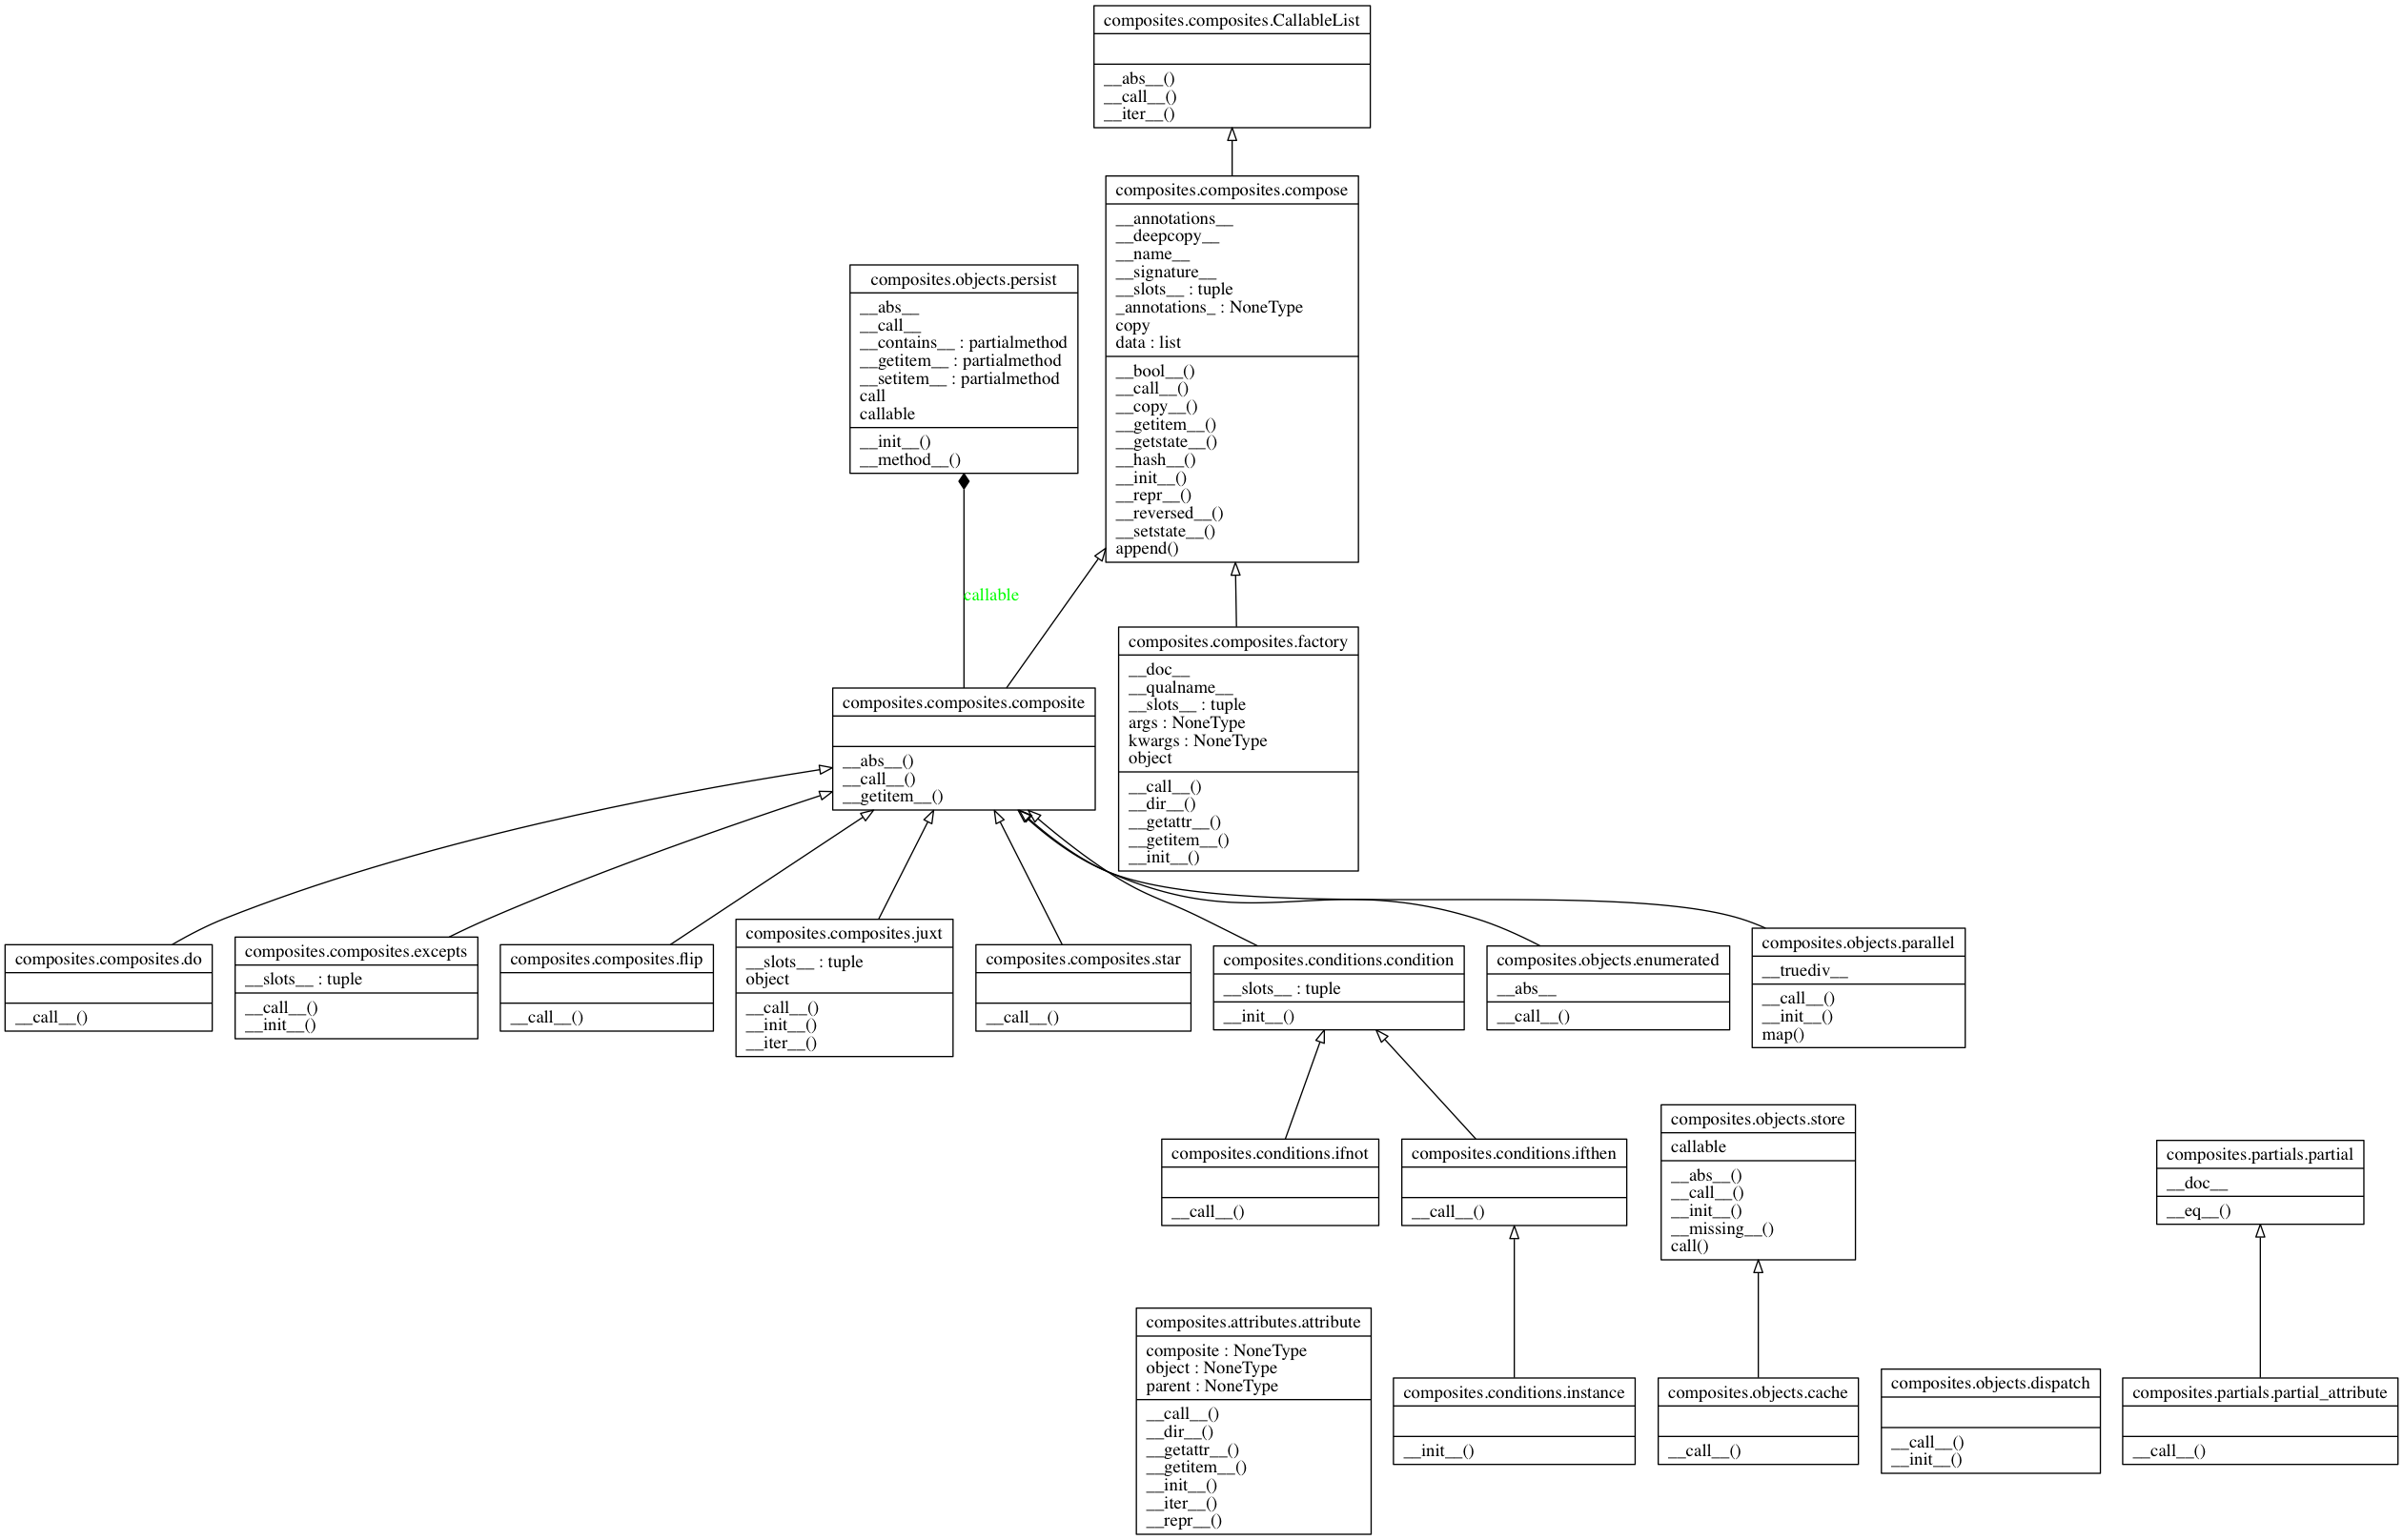 composites.composites.CallableList
__abs__()
__call__()
__iter__()
composites.composites.compose
__annotations__
__deepcopy__
__name__
__signature__
__slots__ : tuple
_annotations_ : NoneType
copy
data : list
__bool__()
__call__()
__copy__()
__getitem__()
__getstate__()
__hash__()
__init__()
__repr__()
__reversed__()
__setstate__()
append()
composites.objects.persist
__abs__
__call__
__contains__ : partialmethod
__getitem__ : partialmethod
__setitem__ : partialmethod
call
callable
__init__()
__method__()
callable
composites.composites.factory
__doc__
__qualname__
__slots__ : tuple
args : NoneType
kwargs : NoneType
object
__call__()
__dir__()
__getattr__()
__getitem__()
__init__()
composites.composites.composite
__abs__()
__call__()
__getitem__()
composites.composites.do
__call__()
composites.composites.excepts
__slots__ : tuple
__call__()
__init__()
composites.composites.flip
__call__()
composites.composites.juxt
__slots__ : tuple
object
__call__()
__init__()
__iter__()
composites.composites.star
__call__()
composites.conditions.condition
__slots__ : tuple
__init__()
composites.objects.enumerated
__abs__
__call__()
composites.objects.parallel
__truediv__
__call__()
__init__()
map()
composites.conditions.ifnot
__call__()
composites.conditions.ifthen
__call__()
composites.objects.store
callable
__abs__()
__call__()
__init__()
__missing__()
call()
composites.partials.partial
__doc__
__eq__()
composites.attributes.attribute
composite : NoneType
object : NoneType
parent : NoneType
__call__()
__dir__()
__getattr__()
__getitem__()
__init__()
__iter__()
__repr__()
composites.conditions.instance
__init__()
composites.objects.cache
__call__()
composites.objects.dispatch
__call__()
__init__()
composites.partials.partial_attribute
__call__()